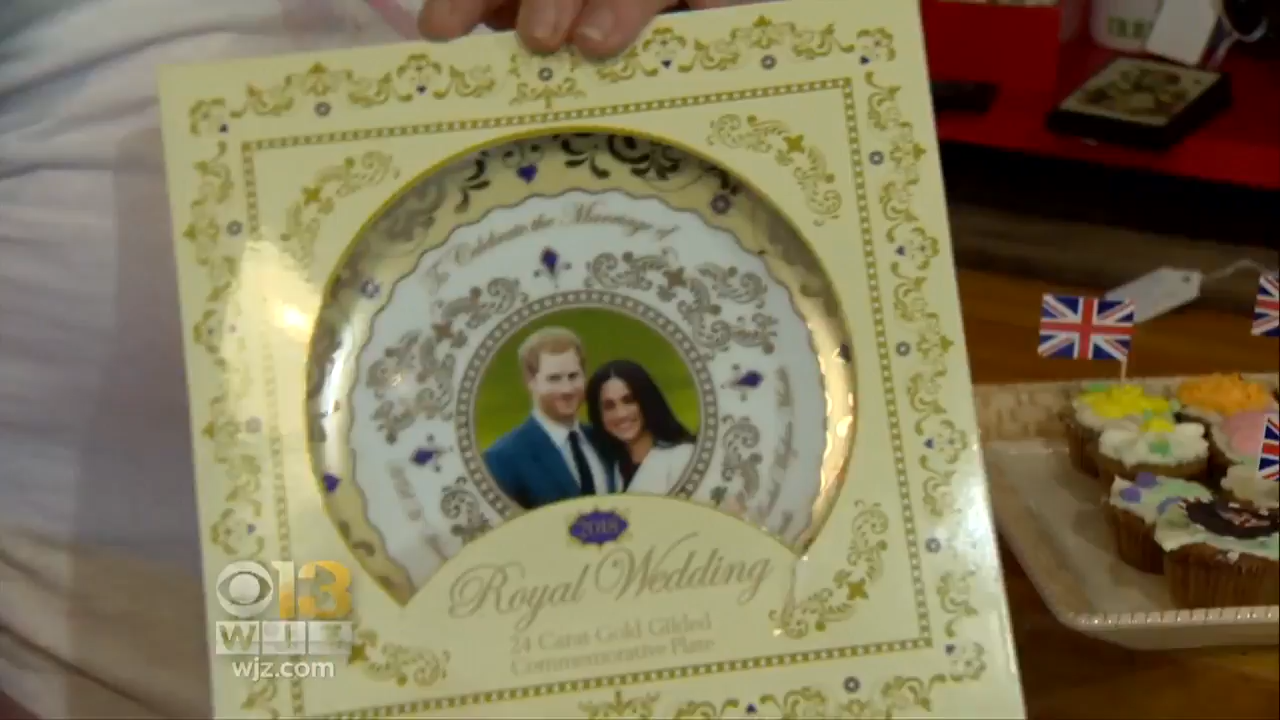 To Celebrate the Marriage of
2018
Royal Wedding
24 Carat Gold Gilded
Commemorative Plate
CBS 13
WJZ
wjz.com